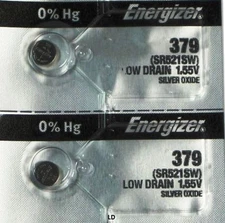 0% Hg Energizer
379
(SR521SW)
LOW DRAIN 1.55V
SILVER OXIDE
0% Hg Energizer
379
(SR521SW)
LOW DRAIN 1.55V
SILVER OXIDE
LD